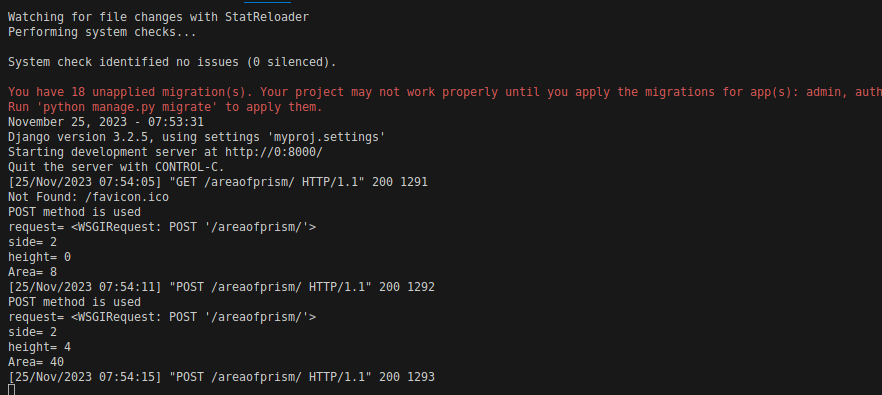 Watching for file changes with StatReloader
Performing system checks...
System check identified no issues (0 silenced).
You have 18 unapplied migration(s). Your project may not work properly until you apply the migrations for app(s): admin, auth
Run 'python manage.py migrate' to apply them.
November 25, 2023 - 07:53:31
Django version 3.2.5, using settings 'myproj.settings'
Starting development server at http://0:8000/
Quit the server with CONTROL-C.
[25/Nov/2023 07:54:05] "GET /areaofprism/ HTTP/1.1" 200 1291
Not Found: /favicon.ico
POST method is used
request= <WSGIRequest: POST '/areaofprism/'>
side= 2
height= 0
Area= 8
[25/Nov/2023 07:54:11] "POST /areaofprism/ HTTP/1.1" 200 1292
POST method is used
request= <WSGIRequest: POST '/areaofprism/'>
side= 2
height= 4
Area= 40
[25/Nov/2023 07:54:15] "POST /areaofprism/ HTTP/1.1" 200 1293